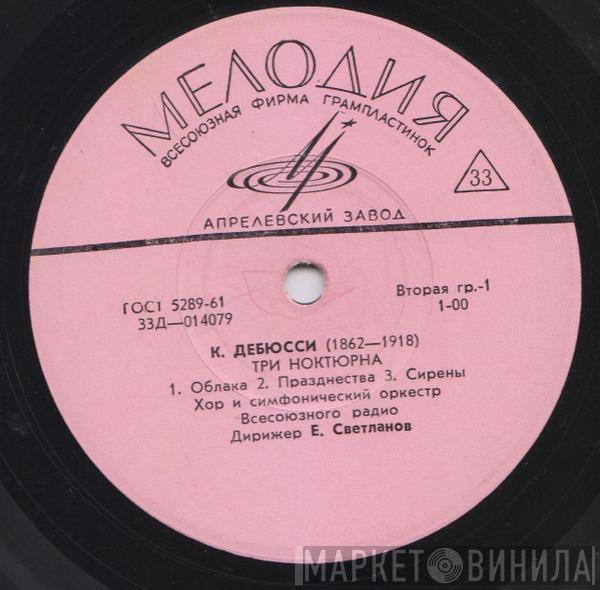 МЕЛОДИЯ
ВСЕСОЮЗНАЯ ФИРМА ГРАМПЛАСТИНОК
33
АПРЕЛЕВСКИЙ ЗАВОД
ГОСТ 5289-61
33Д—014079
Вторая гр.-1
1-00
К. ДЕБЮССИ (1862—1918)
ТРИ НОКТЮРНА
1. Облака 2. Празднества 3. Сирены
Хор и симфонический оркестр
Всесоюзного радио
Дирижер Е. Светланов
МАРКЕТ ВИНИЛА